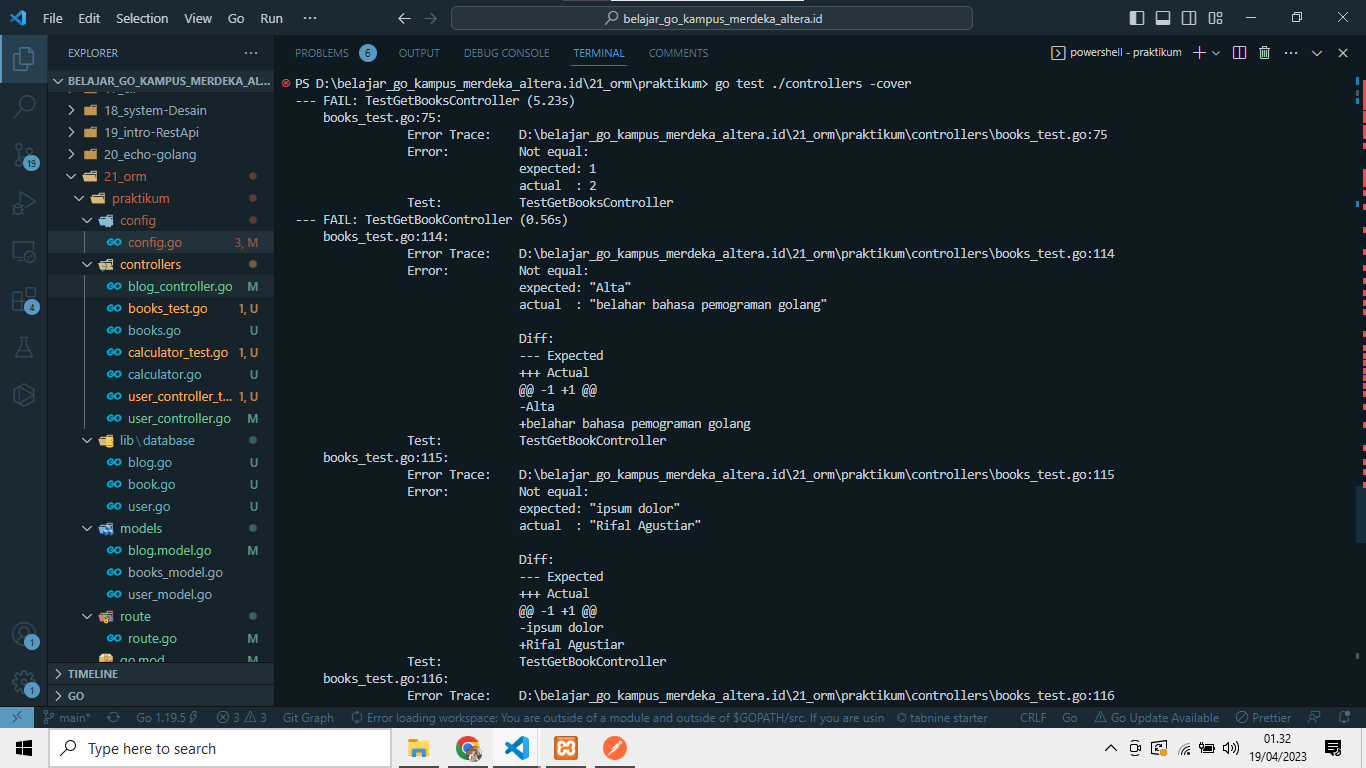 File Edit Selection View Go Run ··· belajar_go_kampus_merdeka_altera.id
EXPLORER ···
BELAJAR_GO_KAMPUS_MERDEKA_AL...
18_system-Desain
19_intro-RestApi
20_echo-golang
21_orm
praktikum
config
config.go 3, M
controllers
blog_controller.go M
books_test.go 1, U
books.go U
calculator_test.go 1, U
calculator.go U
user_controller_t... 1, U
user_controller.go M
lib\database
blog.go U
book.go U
user.go U
models
blog.model.go M
books_model.go
user_model.go
route
route.go M
go.mod M
TIMELINE
GO
19
4
1
1
PROBLEMS 6 OUTPUT DEBUG CONSOLE TERMINAL COMMENTS powershell - praktikum
PS D:\belajar_go_kampus_merdeka_altera.id\21_orm\praktikum> go test ./controllers -cover
--- FAIL: TestGetBooksController (5.23s)
books_test.go:75:
Error Trace: D:\belajar_go_kampus_merdeka_altera.id\21_orm\praktikum\controllers\books_test.go:75
Error: Not equal:
expected: 1
actual : 2
Test: TestGetBooksController
--- FAIL: TestGetBookController (0.56s)
books_test.go:114:
Error Trace: D:\belajar_go_kampus_merdeka_altera.id\21_orm\praktikum\controllers\books_test.go:114
Error: Not equal:
expected: "Alta"
actual : "belahar bahasa pemograman golang"
Diff:
--- Expected
+++ Actual
@@ -1 +1 @@
-Alta
+belahar bahasa pemograman golang
Test: TestGetBookController
books_test.go:115:
Error Trace: D:\belajar_go_kampus_merdeka_altera.id\21_orm\praktikum\controllers\books_test.go:115
Error: Not equal:
expected: "ipsum dolor"
actual : "Rifal Agustiar"
Diff:
--- Expected
+++ Actual
@@ -1 +1 @@
-ipsum dolor
+Rifal Agustiar
Test: TestGetBookController
books_test.go:116:
Error Trace: D:\belajar_go_kampus_merdeka_altera.id\21_orm\praktikum\controllers\books_test.go:116
main* Go 1.19.5 3 3 Git Graph Error loading workspace: You are outside of a module and outside of $GOPATH/src. If you are usin tabnine starter CRLF Go Go Update Available Prettier
Type here to search
01.32
19/04/2023